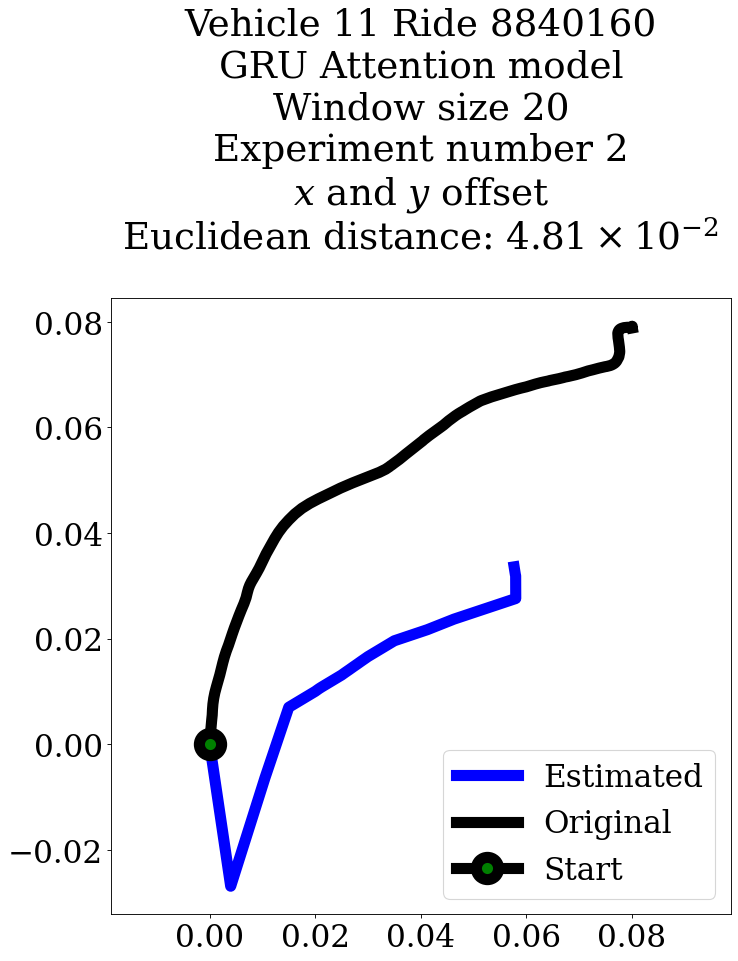 Vehicle 11 Ride 8840160
GRU Attention model
Window size 20
Experiment number 2
x and y offset
Euclidean distance: 4.81 × 10⁻²
0.08
0.06
0.04
0.02
0.00
−0.02
Estimated
Original
Start
0.00 0.02 0.04 0.06 0.08